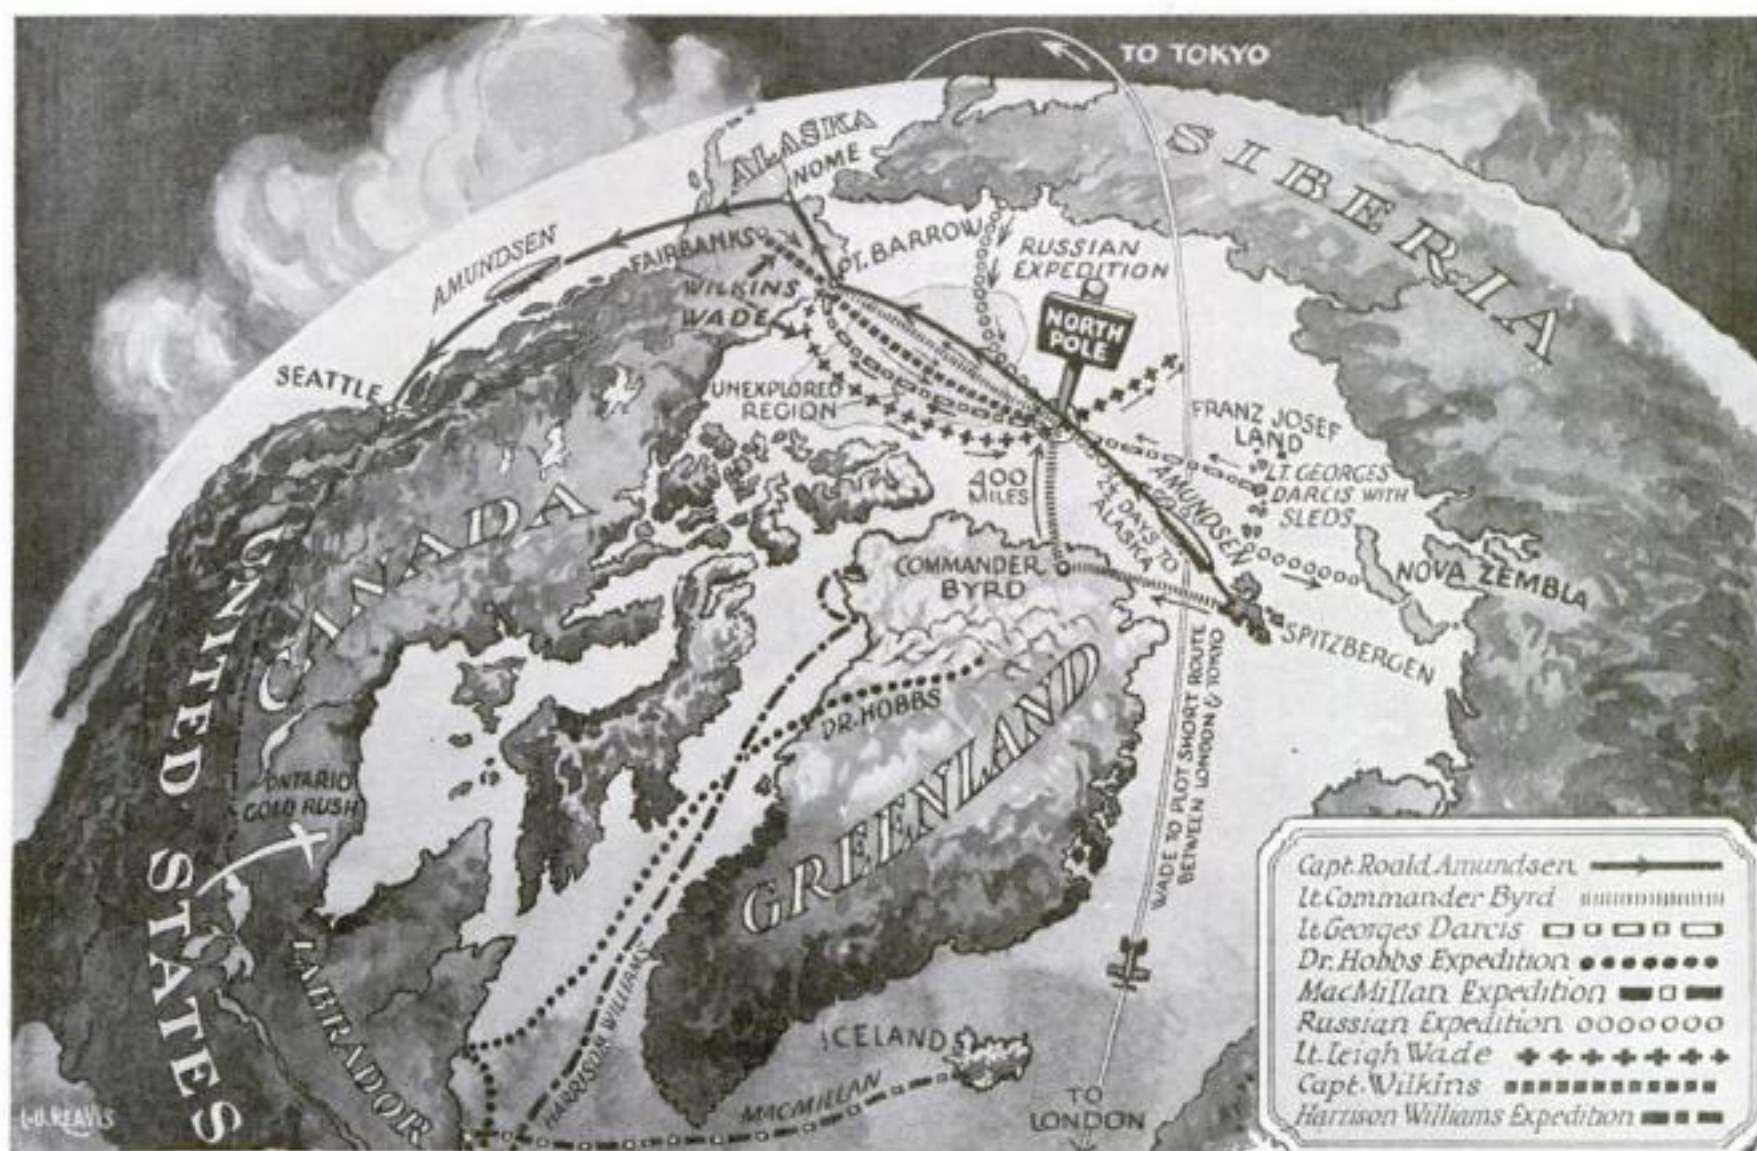 TO TOKYO
SIBERIA
ALASKA
NOME
AMUNDSEN
FAIRBANKS
PT. BARROW
RUSSIAN
EXPEDITION
WILKINS
WADE
NORTH
POLE
SEATTLE
UNEXPLORED
REGION
FRANZ JOSEF
LAND
LT. GEORGES
DARCIS WITH
SLEDS
400
MILES
AMUNDSEN
DAYS TO
ALASKA
CANADA
UNITED STATES
COMMANDER
BYRD
NOVA ZEMBLA
SPITZBERGEN
DR. HOBBS
GREENLAND
WADE TO PLOT SHORT ROUTE
BETWEEN LONDON & TOKIO
ONTARIO
GOLD RUSH
LABRADOR
HARRISON WILLIAMS
ICELAND
MACMILLAN
TO
LONDON
Capt. Roald Amundsen
Lt. Commander Byrd
Lt. Georges Darcis
Dr. Hobbs Expedition
MacMillan Expedition
Russian Expedition
Lt. Leigh Wade
Capt. Wilkins
Harrison Williams Expedition
REAVIS